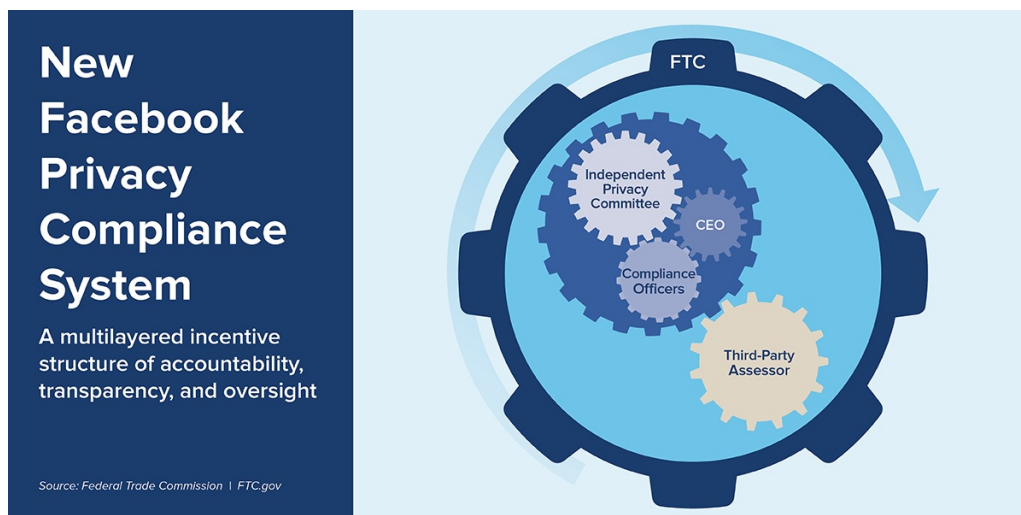 New
Facebook
Privacy
Compliance
System
A multilayered incentive
structure of accountability,
transparency, and oversight
Source: Federal Trade Commission | FTC.gov
FTC
Independent
Privacy
Committee
CEO
Compliance
Officers
Third-Party
Assessor